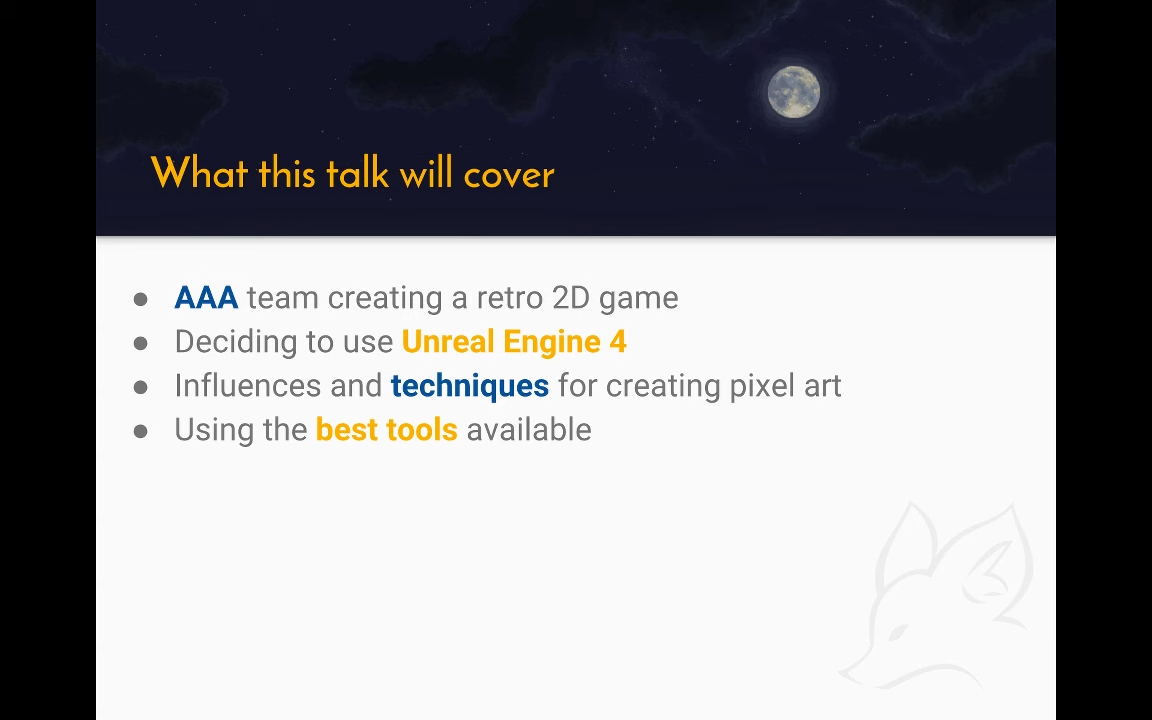 What this talk will cover
● AAA team creating a retro 2D game
● Deciding to use Unreal Engine 4
● Influences and techniques for creating pixel art
● Using the best tools available